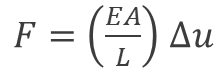 F = (EA/L) Δu